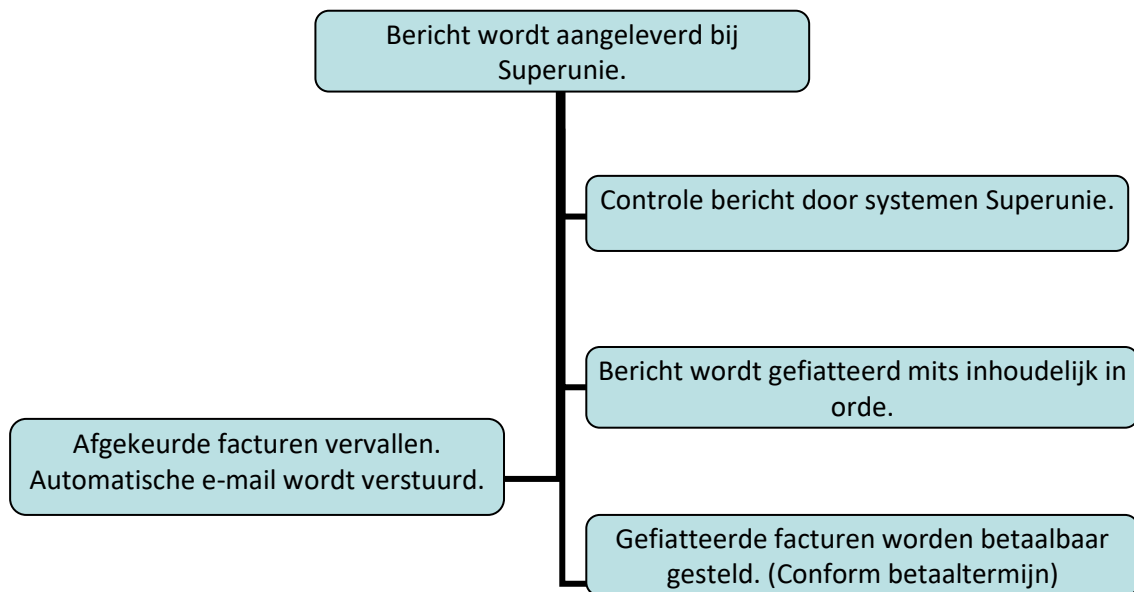 Bericht wordt aangeleverd bij
Superunie.
Controle bericht door systemen Superunie.
Bericht wordt gefiatteerd mits inhoudelijk in
orde.
Afgekeurde facturen vervallen.
Automatische e-mail wordt verstuurd.
Gefiatteerde facturen worden betaalbaar
gesteld. (Conform betaaltermijn)